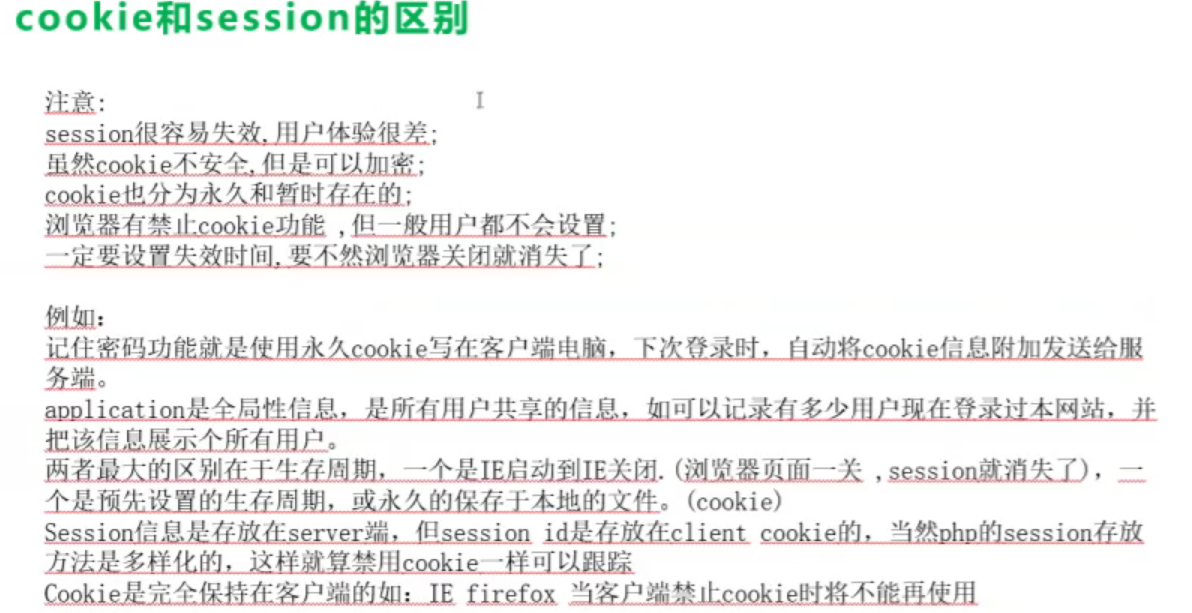 cookie和session的区别
注意:
session很容易失效,用户体验很差;
虽然cookie不安全,但是可以加密;
cookie也分为永久和暂时存在的;
浏览器有禁止cookie功能 ,但一般用户都不会设置;
一定要设置失效时间,要不然浏览器关闭就消失了;
例如：
记住密码功能就是使用永久cookie写在客户端电脑，下次登录时，自动将cookie信息附加发送给服
务端。
application是全局性信息，是所有用户共享的信息，如可以记录有多少用户现在登录过本网站，并
把该信息展示个所有用户。
两者最大的区别在于生存周期，一个是IE启动到IE关闭.(浏览器页面一关 ,session就消失了)，一
个是预先设置的生存周期，或永久的保存于本地的文件。(cookie)
Session信息是存放在server端，但session id是存放在client cookie的，当然php的session存放
方法是多样化的，这样就算禁用cookie一样可以跟踪
Cookie是完全保持在客户端的如：IE firefox 当客户端禁止cookie时将不能再使用